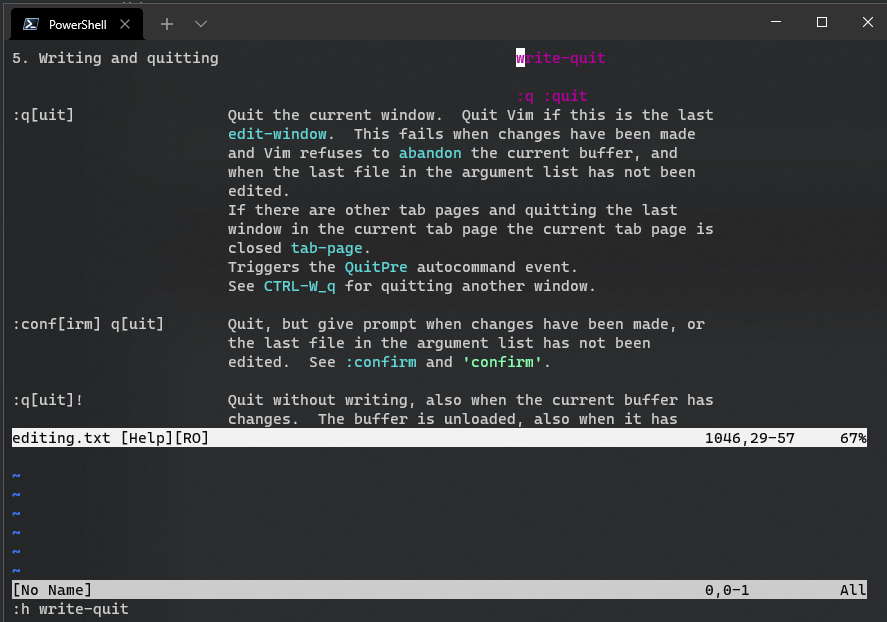 PowerShell
5. Writing and quitting write-quit
:q :quit
:q[uit] Quit the current window.  Quit Vim if this is the last
edit-window.  This fails when changes have been made
and Vim refuses to abandon the current buffer, and
when the last file in the argument list has not been
edited.
If there are other tab pages and quitting the last
window in the current tab page the current tab page is
closed tab-page.
Triggers the QuitPre autocommand event.
See CTRL-W_q for quitting another window.
:conf[irm] q[uit] Quit, but give prompt when changes have been made, or
the last file in the argument list has not been
edited.  See :confirm and 'confirm'.
:q[uit]! Quit without writing, also when the current buffer has
changes.  The buffer is unloaded, also when it has
editing.txt [Help][RO] 1046,29-57 67%
~
~
~
~
~
~
[No Name] 0,0-1 All
:h write-quit